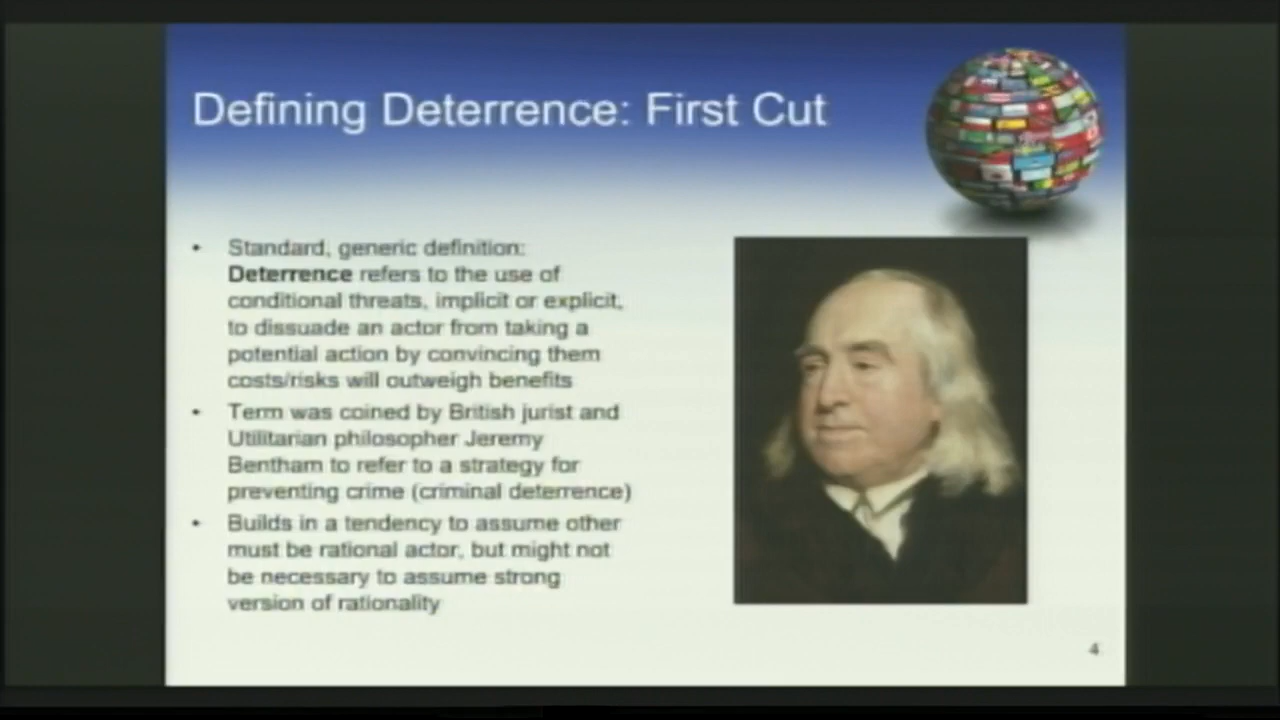 Defining Deterrence: First Cut
• Standard, generic definition:
Deterrence refers to the use of
conditional threats, implicit or explicit,
to dissuade an actor from taking a
potential action by convincing them
costs/risks will outweigh benefits
• Term was coined by British jurist and
Utilitarian philosopher Jeremy
Bentham to refer to a strategy for
preventing crime (criminal deterrence)
• Builds in a tendency to assume other
must be rational actor, but might not
be necessary to assume strong
version of rationality
4